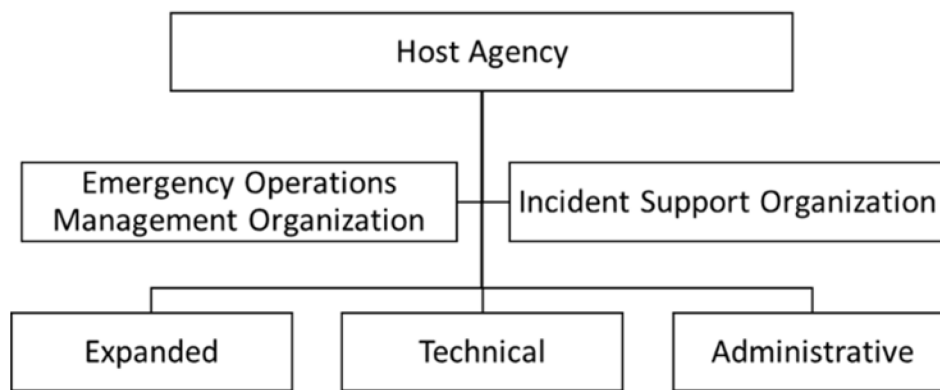 Host Agency
Emergency Operations
Management Organization
Incident Support Organization
Expanded
Technical
Administrative